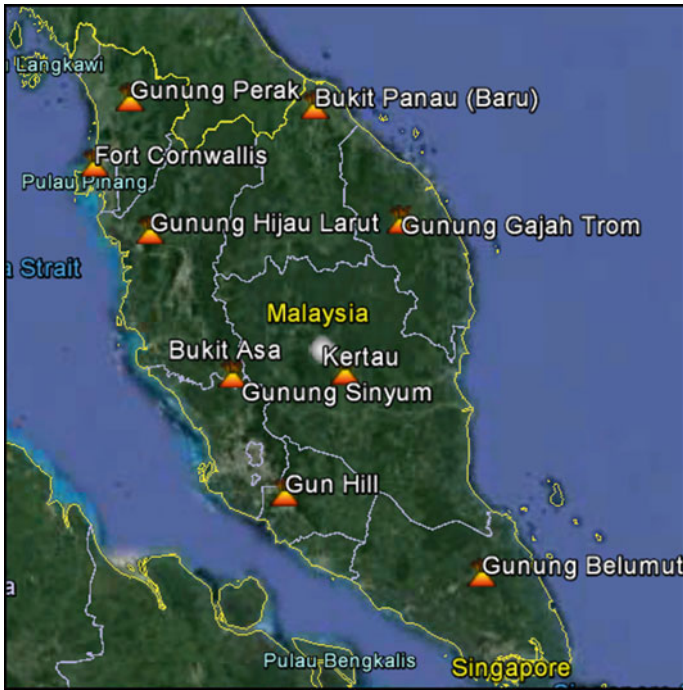 u Langkawi
Gunung Perak
Bukit Panau (Baru)
Fort Cornwallis
Pulau Pinang
Gunung Hijau Larut
Gunung Gajah Trom
a Strait
Malaysia
Bukit Asa
Kertau
Gunung Sinyum
Gun Hill
Gunung Belumut
a
Pulau Bengkalis
Singapore